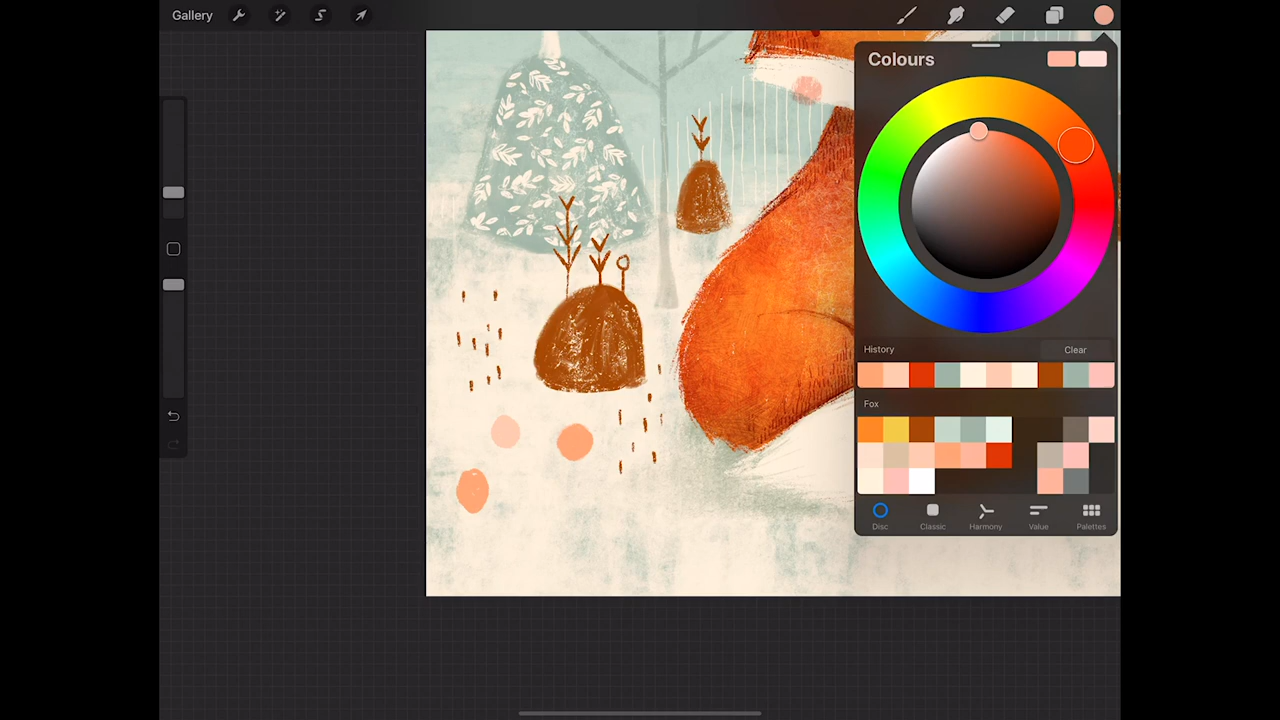 Gallery
Colours
History
Clear
Fox
Disc
Classic
Harmony
Value
Palettes